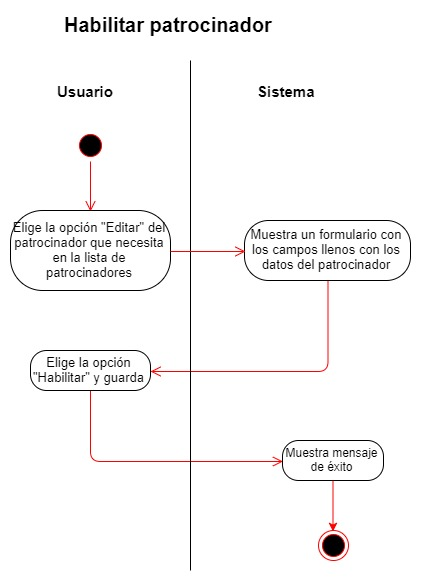 Habilitar patrocinador
Usuario
Sistema
Elige la opción "Editar" del
patrocinador que necesita
en la lista de
patrocinadores
Muestra un formulario con
los campos llenos con los
datos del patrocinador
Elige la opción
"Habilitar" y guarda
Muestra mensaje
de éxito